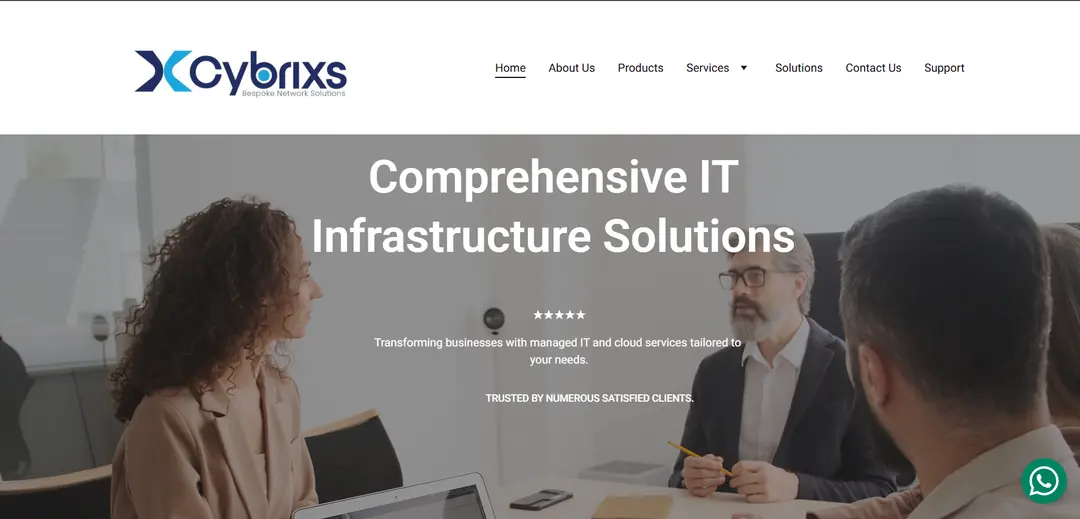 Cybrixs
Bespoke Network Solutions
Home About Us Products Services ▼ Solutions Contact Us Support
Comprehensive IT
Infrastructure Solutions
★★★★★
Transforming businesses with managed IT and cloud services tailored to
your needs.
TRUSTED BY NUMEROUS SATISFIED CLIENTS.